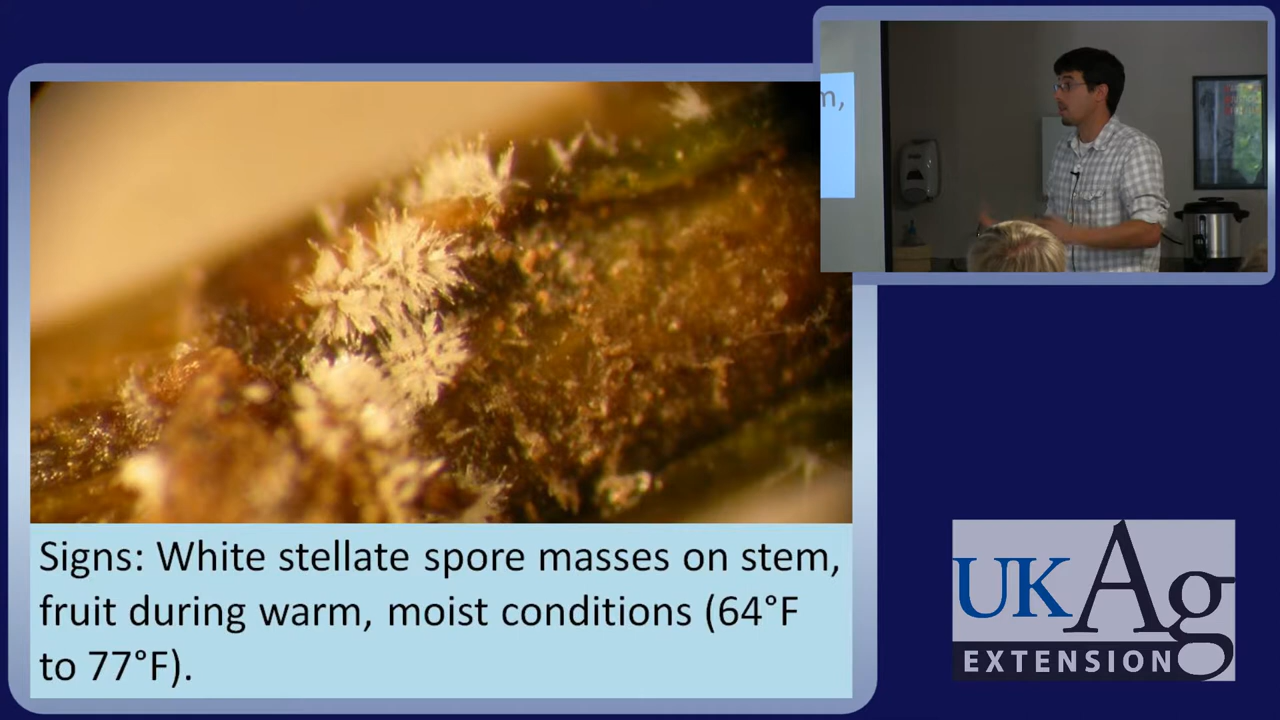 m,
Signs: White stellate spore masses on stem,
fruit during warm, moist conditions (64°F
to 77°F).
UKAg
EXTENSION